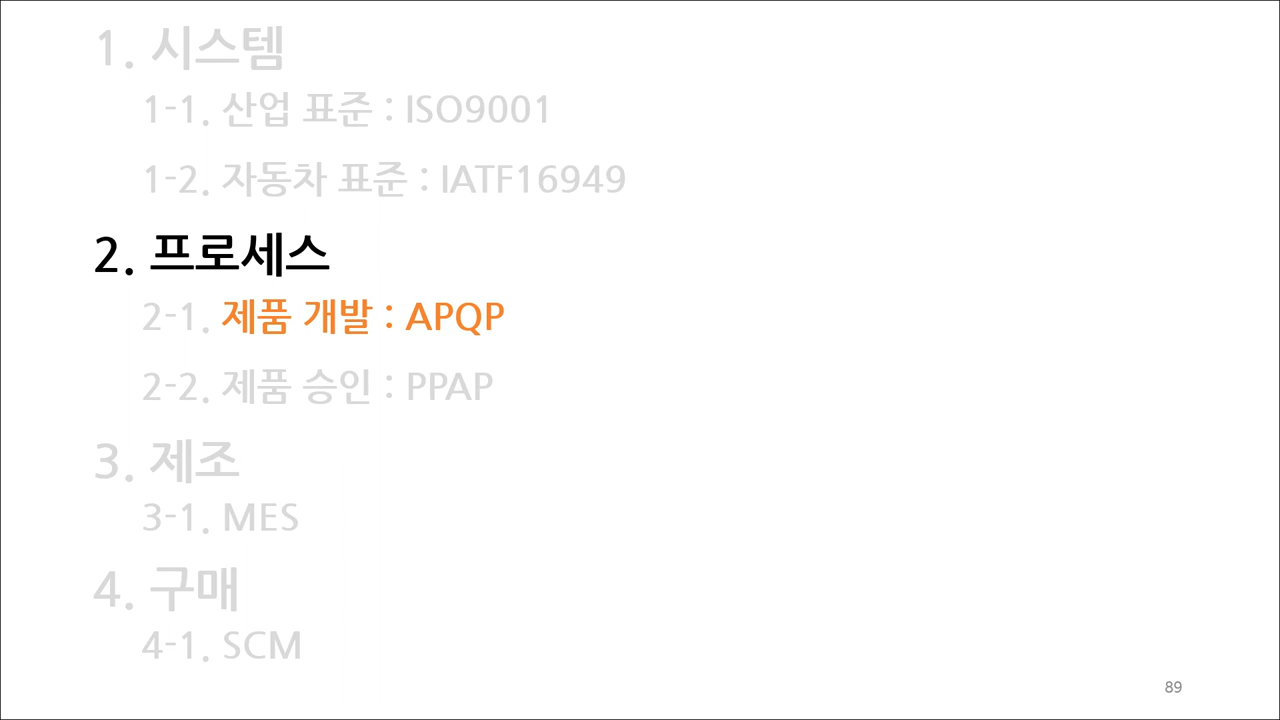 1. 시스템
1-1. 산업 표준 : ISO9001
1-2. 자동차 표준 : IATF16949
2. 프로세스
2-1. 제품 개발 : APQP
2-2. 제품 승인 : PPAP
3. 제조
3-1. MES
4. 구매
4-1. SCM
89